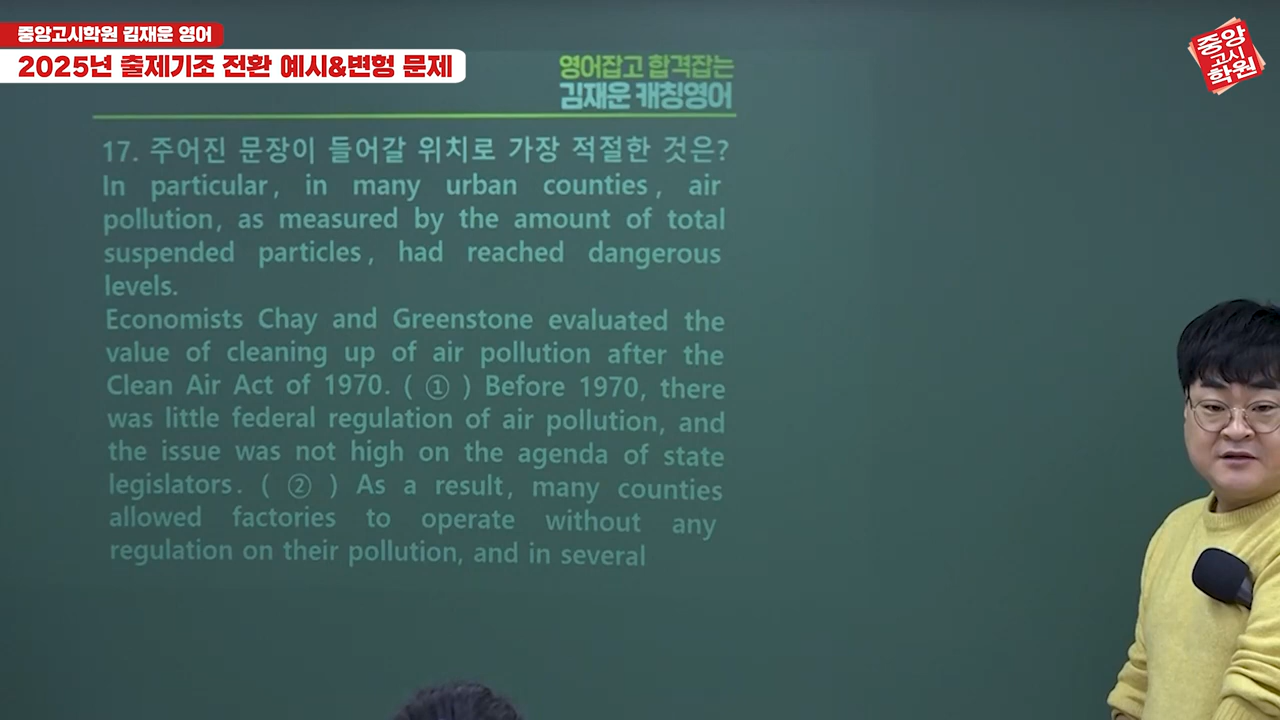 중앙고시학원 김재운 영어
2025년 출제기조 전환 예시&변형 문제
중앙
고시
학원
영어잡고 합격잡는
김재운 캐칭영어
17. 주어진 문장이 들어갈 위치로 가장 적절한 것은?
In particular, in many urban counties, air
pollution, as measured by the amount of total
suspended particles, had reached dangerous
levels.
Economists Chay and Greenstone evaluated the
value of cleaning up of air pollution after the
Clean Air Act of 1970. ( ① ) Before 1970, there
was little federal regulation of air pollution, and
the issue was not high on the agenda of state
legislators. ( ② ) As a result, many counties
allowed factories to operate without any
regulation on their pollution, and in several